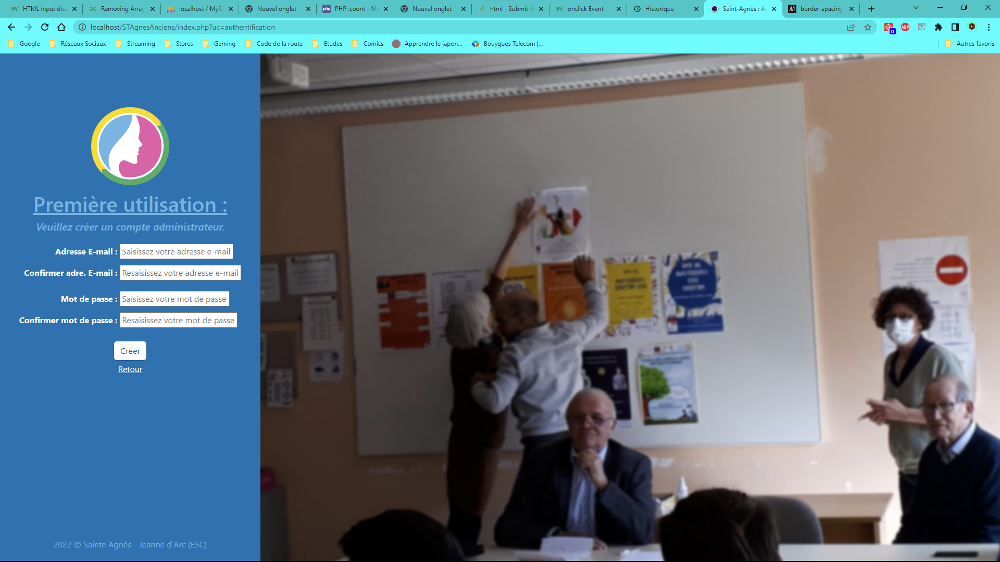 HTML input disa
Removing Array
localhost / MySQ
Nouvel onglet
PHP: count - Ma
Nouvel onglet
html - Submit fo
onclick Event
Historique
Saint-Agnès : Au
border-spacing
localhost/STAgnesAnciens/index.php?uc=authentification
0
ABP
Google
Réseaux Sociaux
Streaming
Stores
Gaming
Code de la route
Etudes
Comics
Apprendre le japon...
Bouygues Telecom |...
Autres favoris
Première utilisation :
Veuillez créer un compte administrateur.
Adresse E-mail : Saisissez votre adresse e-mail
Confirmer adre. E-mail : Resaisissez votre adresse e-mail
Mot de passe : Saisissez votre mot de passe
Confirmer mot de passe : Resaisissez votre mot de passe
Créer
Retour
2022 © Sainte Agnès - Jeanne d'Arc (ESC)